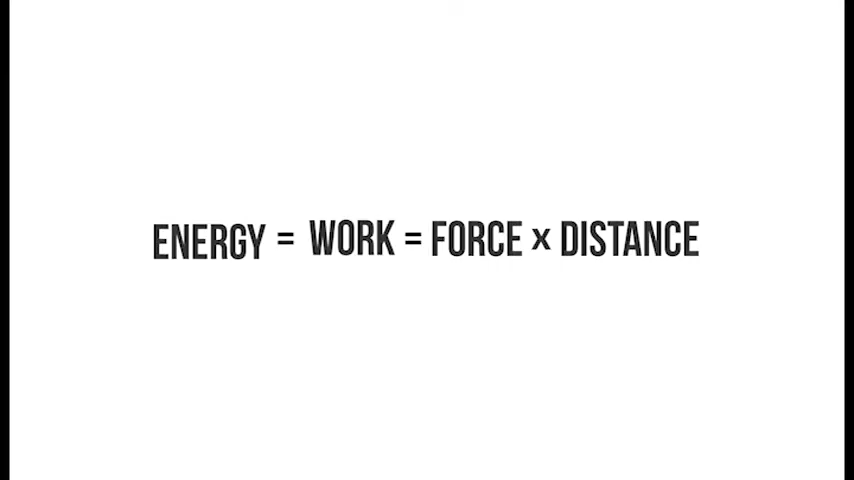 ENERGY = WORK = FORCE x DISTANCE